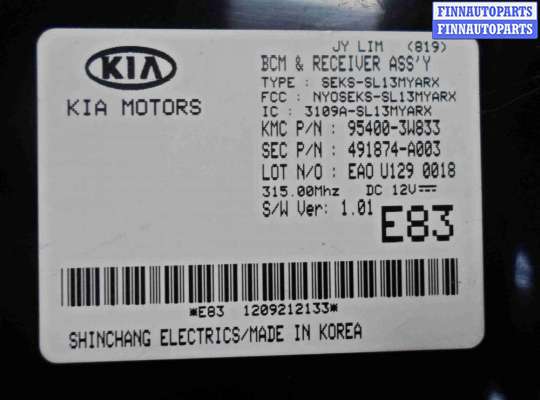 FINNAUTOPARTS
FINNAUTOPARTS
JY LIM (819)
KIA
KIA MOTORS
BCM & RECEIVER ASS'Y
TYPE : SEKS-SL13MYARX
FCC : NYOSEKS-SL13MYARX
IC : 3109A-SL13MYARX
KMC P/N : 95400-3W833
SEC P/N : 491874-A003
LOT N/O : EAO U129 0018
315.00Mhz DC 12V
S/W Ver: 1.01
E83
*E83 1209212133*
SHINCHANG ELECTRICS/MADE IN KOREA